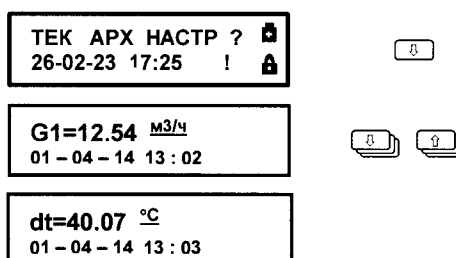 ТЕК АРХ НАСТР ?
26-02-23 17:25 !
G1=12.54 м3/ч
01 – 04 – 14 13 : 02
dt=40.07 °C
01 – 04 – 14 13 : 03